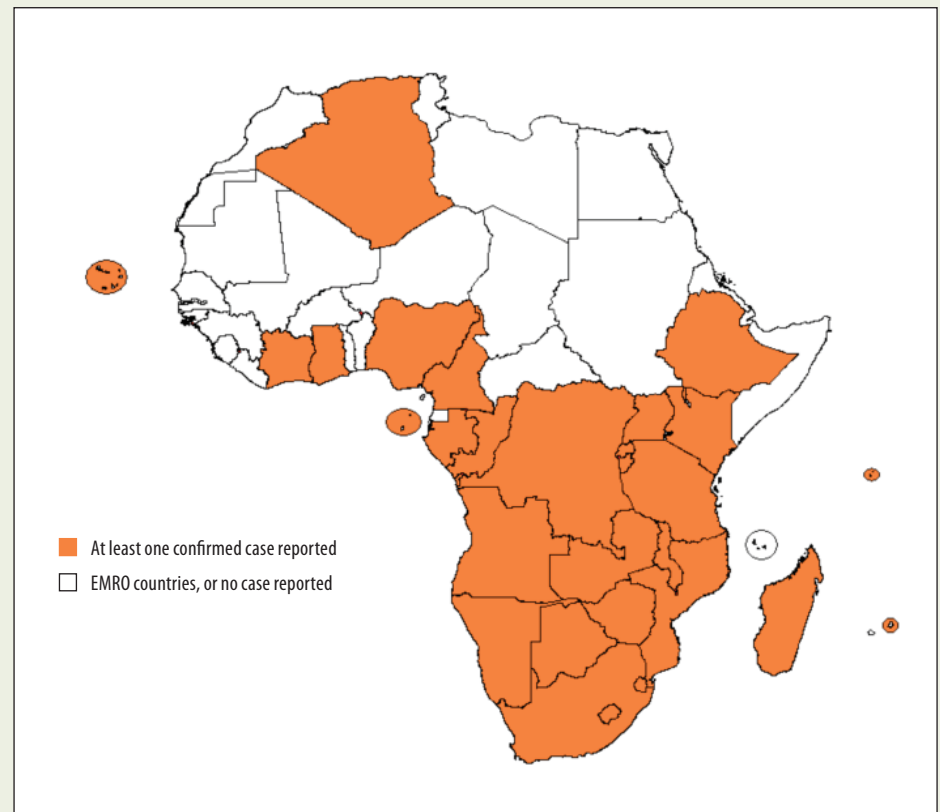 At least one confirmed case reported
EMRO countries, or no case reported